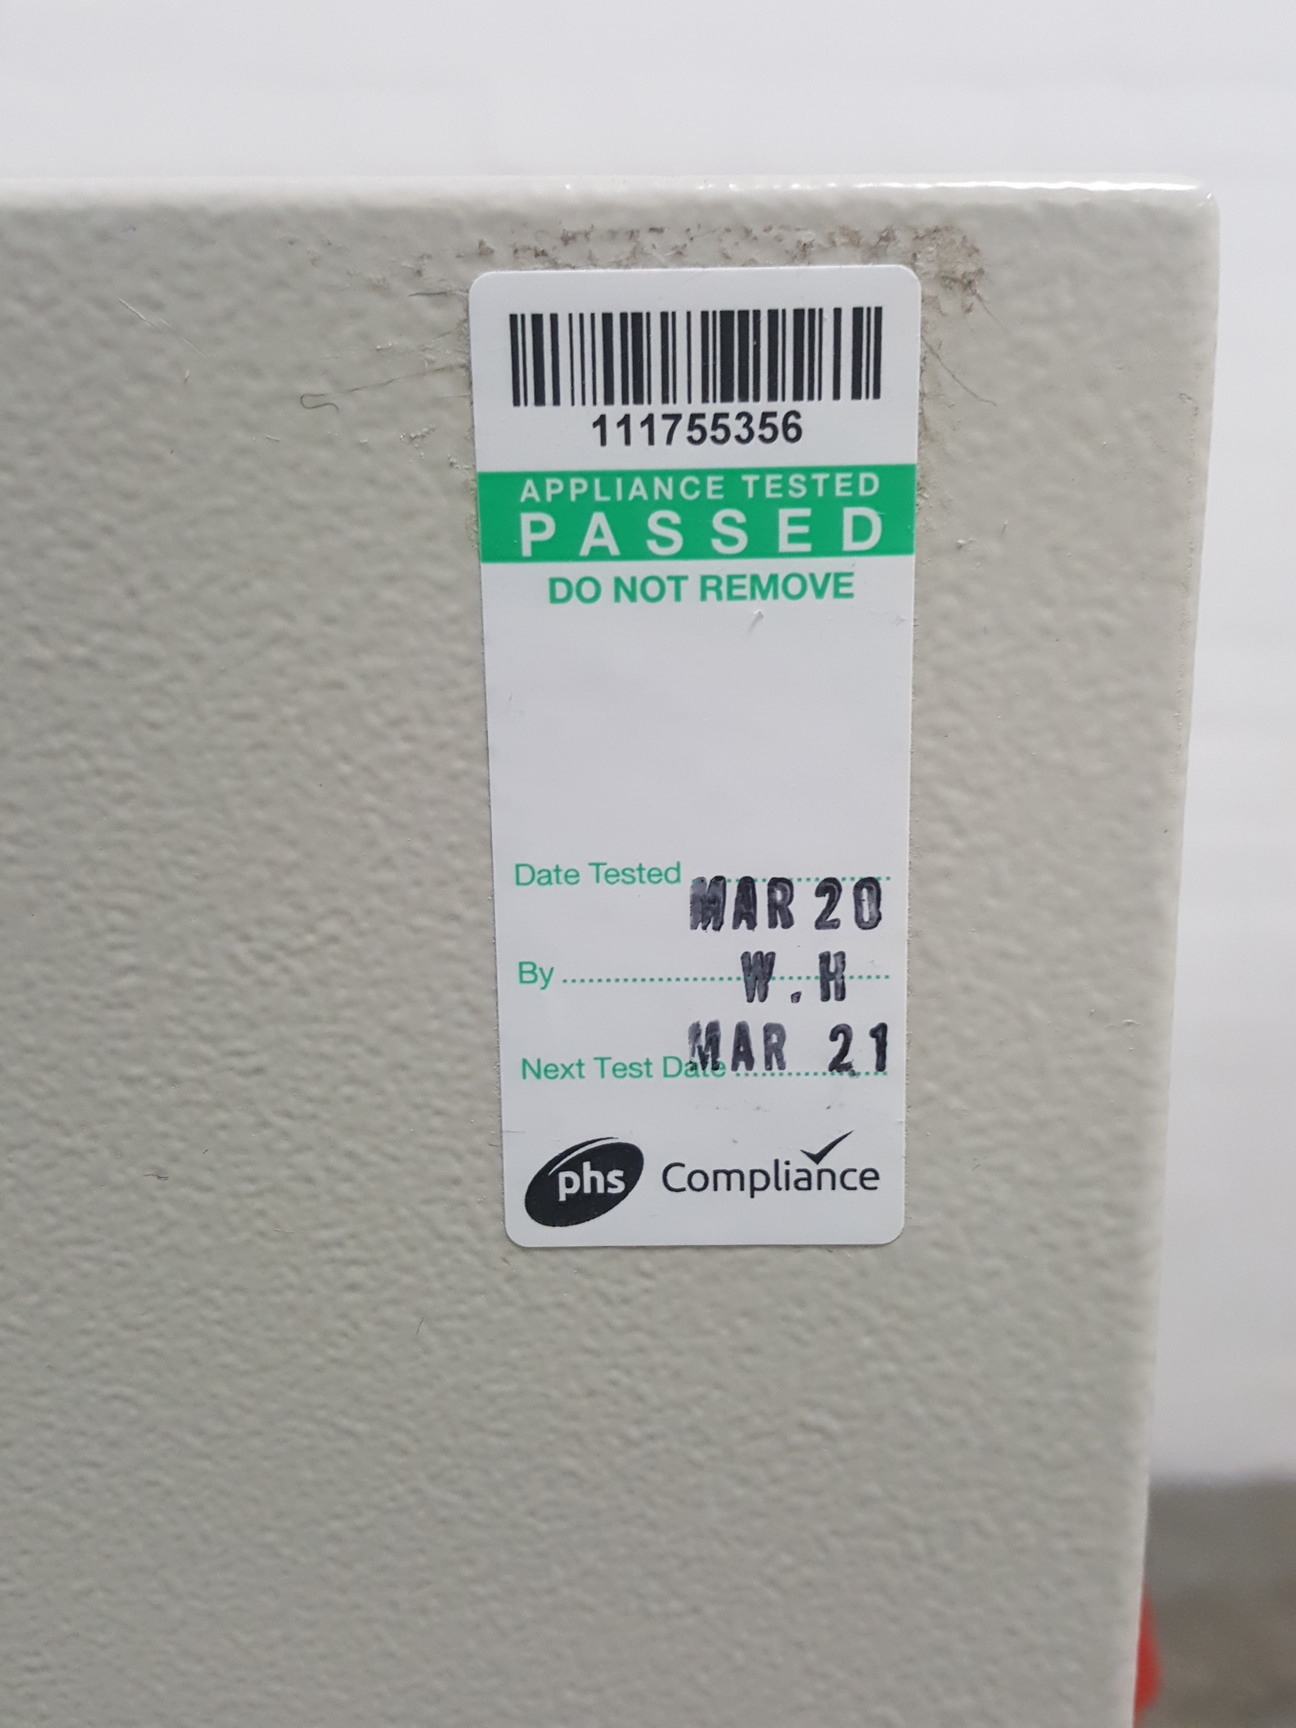 111755356
APPLIANCE TESTED
PASSED
DO NOT REMOVE
Date Tested MAR 20
By W.H
Next Test Date MAR 21
phs Compliance